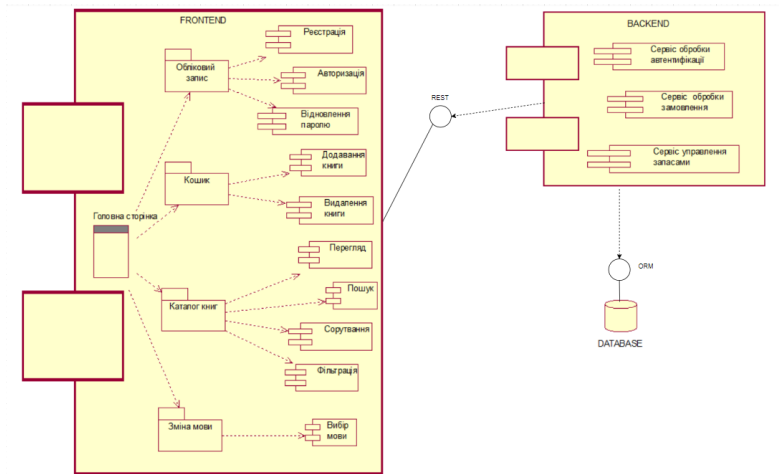 FRONTEND
Реєстрація
Обліковий
запис
Авторизація
Відновлення
паролю
Додавання
книги
Кошик
Видалення
книги
Головна сторінка
Перегляд
Пошук
Каталог книг
Сорутвання
Фільтрація
Зміна мови
Вибір
мови
REST
BACKEND
Сервіс обробки
автентифікації
Сервіс обробки
замовлення
Сервіс управління
запасами
ORM
DATABASE